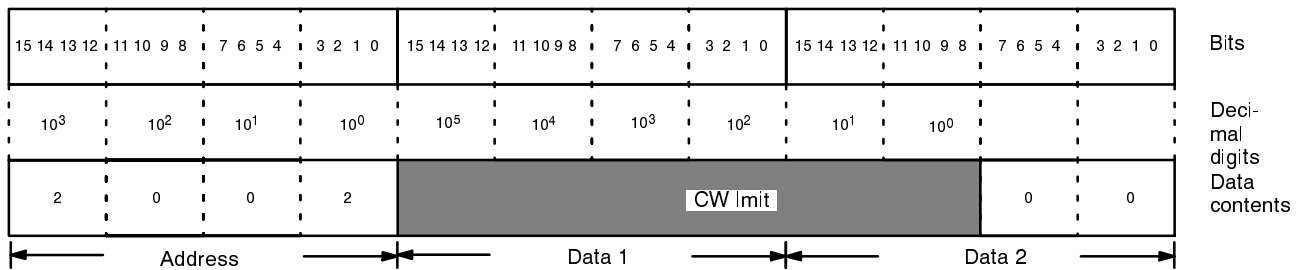 15 14 13 12 11 10 9 8 7 6 5 4 3 2 1 0 15 14 13 12 11 10 9 8 7 6 5 4 3 2 1 0 15 14 13 12 11 10 9 8 7 6 5 4 3 2 1 0 Bits
10³ 10² 10¹ 10⁰ 10⁵ 10⁴ 10³ 10² 10¹ 10⁰ Deci-
mal
digits
2 0 0 2 CW lmit 0 0 Data
contents
Address Data 1 Data 2